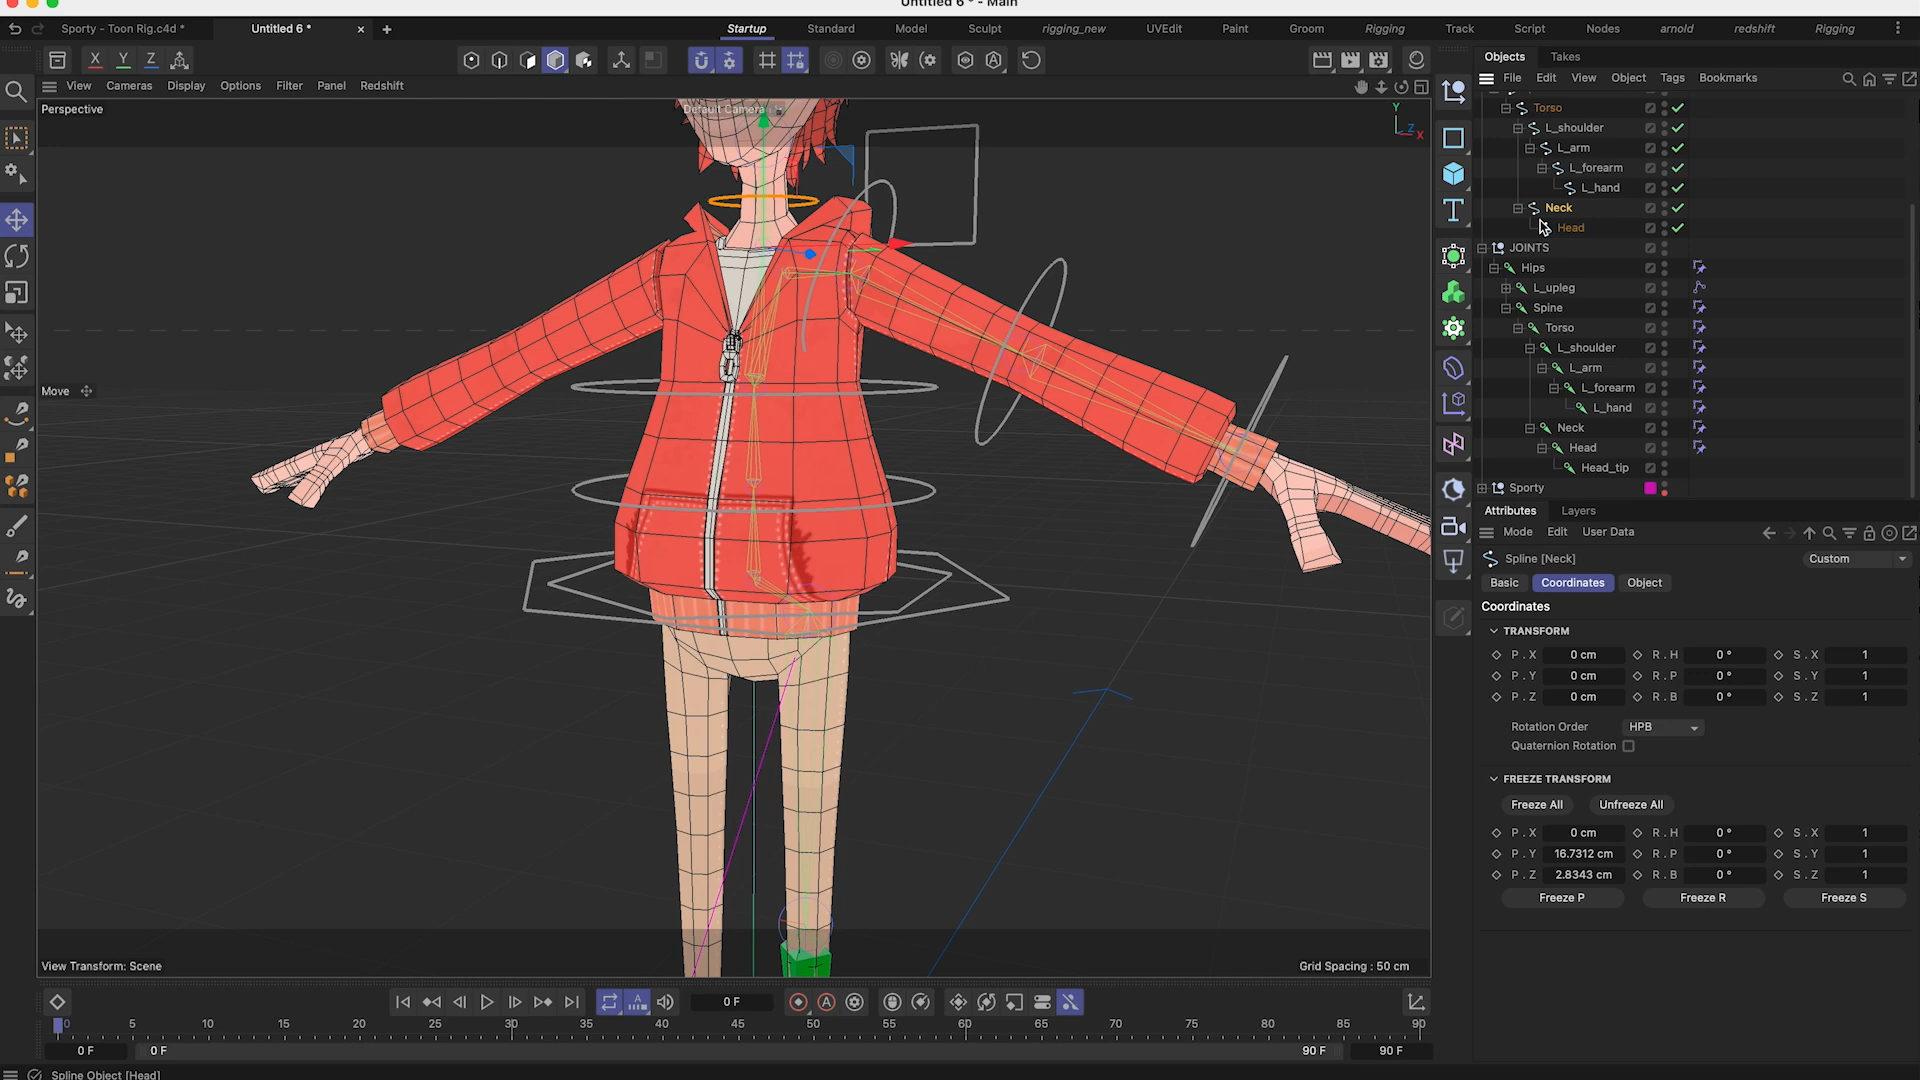 Untitled 6 * - Main
Sporty - Toon Rig.c4d *
Untitled 6 *
Startup
Standard
Model
Sculpt
rigging_new
UVEdit
Paint
Groom
Rigging
Track
Script
Nodes
arnold
redshift
Rigging
X Y Z
Objects
Takes
File Edit View Object Tags Bookmarks
View Cameras Display Options Filter Panel Redshift
Perspective
Default Camera
Y
Z
X
Torso
L_shoulder
L_arm
L_forearm
L_hand
Neck
Head
JOINTS
Hips
L_upleg
Spine
Torso
L_shoulder
L_arm
L_forearm
L_hand
Neck
Head
Head_tip
Sporty
Move
Attributes
Layers
Mode Edit User Data
Spline [Neck]
Custom
Basic Coordinates Object
Coordinates
TRANSFORM
P . X 0 cm R . H 0 ° S . X 1
P . Y 0 cm R . P 0 ° S . Y 1
P . Z 0 cm R . B 0 ° S . Z 1
Rotation Order HPB
Quaternion Rotation
FREEZE TRANSFORM
Freeze All Unfreeze All
P . X 0 cm R . H 0 ° S . X 1
P . Y 16.7312 cm R . P 0 ° S . Y 1
P . Z 2.8343 cm R . B 0 ° S . Z 1
Freeze P Freeze R Freeze S
View Transform: Scene
Grid Spacing : 50 cm
0 F
0 5 10 15 20 25 30 35 40 45 50 55 60 65 70 75 80 85 90
0 F 0 F 90 F 90 F
Spline Object [Head]